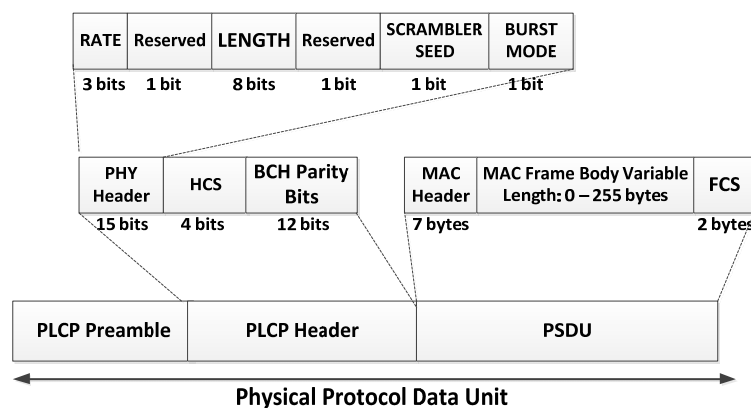 RATE Reserved LENGTH Reserved SCRAMBLER SEED BURST MODE
3 bits 1 bit 8 bits 1 bit 1 bit 1 bit
PHY Header HCS BCH Parity Bits MAC Header MAC Frame Body Variable Length: 0 – 255 bytes FCS
15 bits 4 bits 12 bits 7 bytes 2 bytes
PLCP Preamble PLCP Header PSDU
Physical Protocol Data Unit